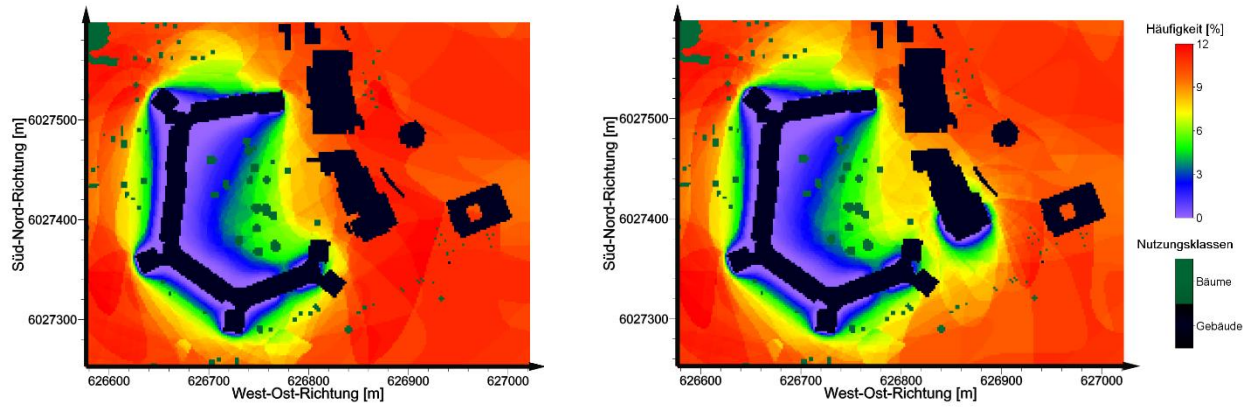 Süd-Nord-Richtung [m]
6027500
6027400
6027300
626600
626700
626800
626900
627000
West-Ost-Richtung [m]
Süd-Nord-Richtung [m]
6027500
6027400
6027300
626600
626700
626800
626900
627000
West-Ost-Richtung [m]
Häufigkeit [%]
12
9
6
3
0
Nutzungsklassen
Bäume
Gebäude